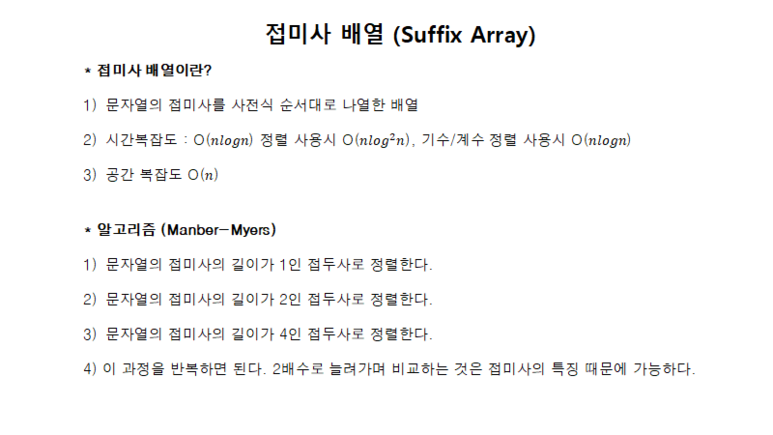 접미사 배열 (Suffix Array)
* 접미사 배열이란?
1) 문자열의 접미사를 사전식 순서대로 나열한 배열
2) 시간복잡도 : O(nlogn) 정렬 사용시 O(nlog²n), 기수/계수 정렬 사용시 O(nlogn)
3) 공간 복잡도 O(n)
* 알고리즘 (Manber-Myers)
1) 문자열의 접미사의 길이가 1인 접두사로 정렬한다.
2) 문자열의 접미사의 길이가 2인 접두사로 정렬한다.
3) 문자열의 접미사의 길이가 4인 접두사로 정렬한다.
4) 이 과정을 반복하면 된다. 2배수로 늘려가며 비교하는 것은 접미사의 특징 때문에 가능하다.